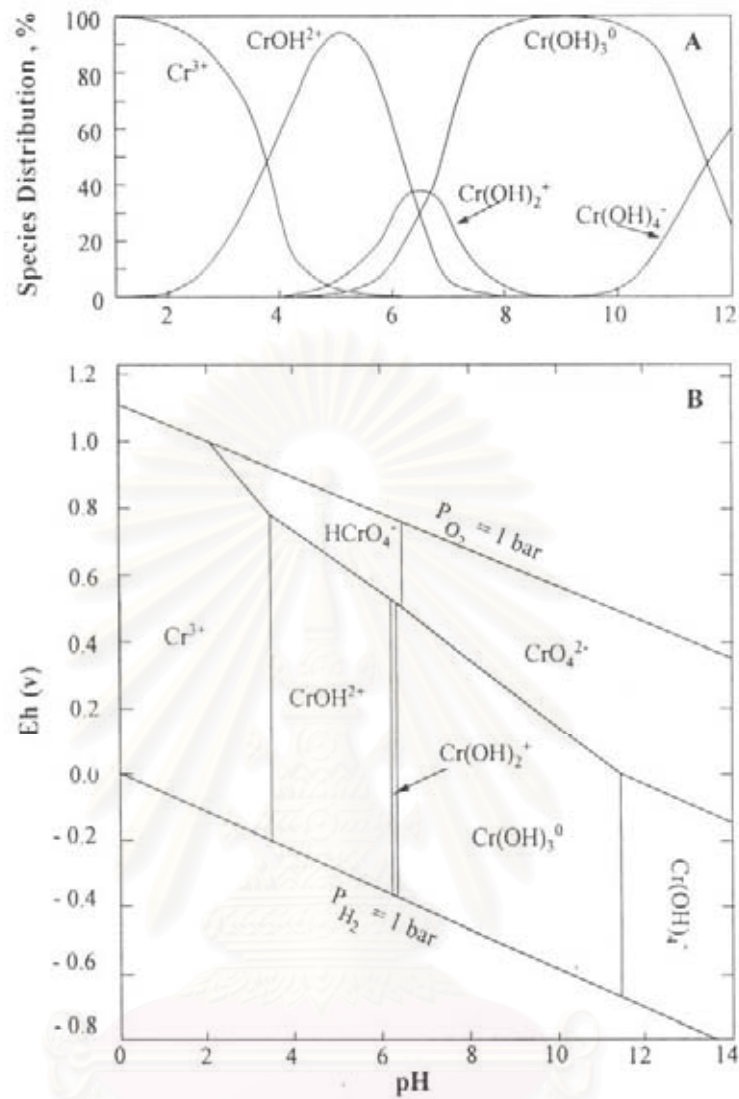 100
80
60
40
20
0
Species Distribution , %
CrOH²⁺
Cr³⁺
Cr(OH)₃⁰
A
Cr(OH)₂⁺
Cr(OH)₄⁻
2
4
6
8
10
12
1.2
1.0
0.8
0.6
0.4
0.2
0.0
- 0.2
- 0.4
- 0.6
- 0.8
Eh (v)
B
P_O₂ = 1 bar
HCrO₄⁻
CrO₄²⁻
Cr³⁺
CrOH²⁺
Cr(OH)₂⁺
Cr(OH)₃⁰
Cr(OH)₄⁻
P_H₂ = 1 bar
0
2
4
6
8
10
12
14
pH